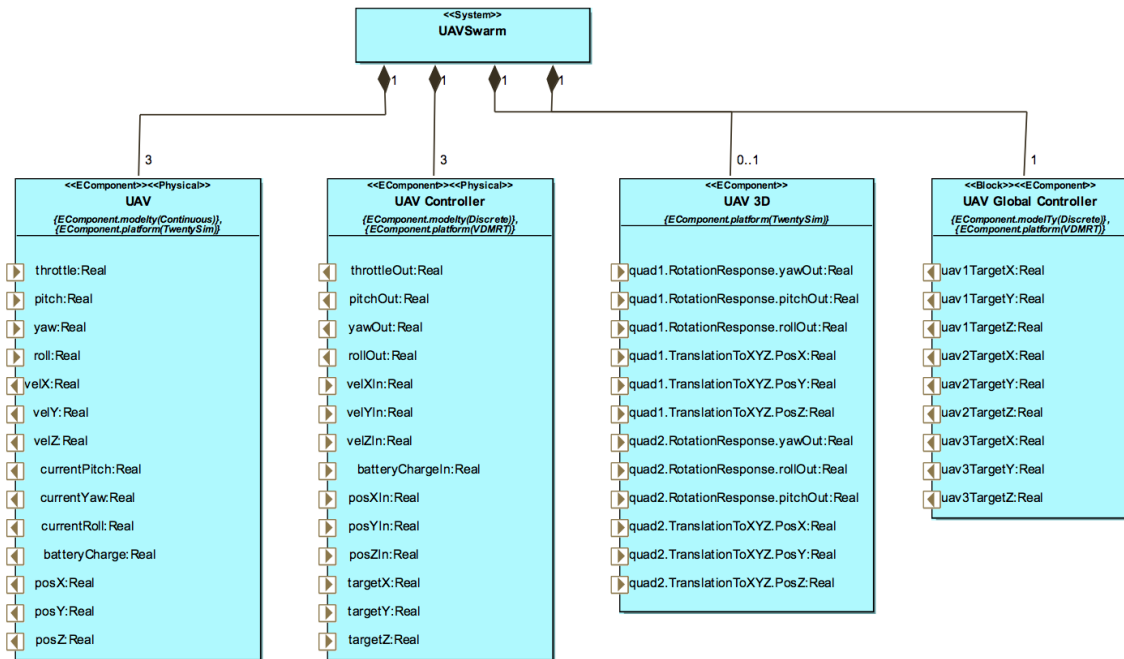 <<System>>
UAVSwarm
1
1
1
1
3
3
0..1
1
<<EComponent>><<Physical>>
UAV
{EComponent.modelty(Continuous)},
{EComponent.platform(TwentySim)}
throttle:Real
pitch:Real
yaw:Real
roll:Real
velX:Real
velY:Real
velZ:Real
currentPitch:Real
currentYaw:Real
currentRoll:Real
batteryCharge:Real
posX:Real
posY:Real
posZ:Real
<<EComponent>><<Physical>>
UAV Controller
{EComponent.modelty(Discrete)},
{EComponent.platform(VDMRT)}
throttleOut:Real
pitchOut:Real
yawOut:Real
rollOut:Real
velXIn:Real
velYIn:Real
velZIn:Real
batteryChargeIn:Real
posXIn:Real
posYIn:Real
posZIn:Real
targetX:Real
targetY:Real
targetZ:Real
<<EComponent>>
UAV 3D
{EComponent.platform(TwentySim)}
quad1.RotationResponse.yawOut:Real
quad1.RotationResponse.pitchOut:Real
quad1.RotationResponse.rollOut:Real
quad1.TranslationToXYZ.PosX:Real
quad1.TranslationToXYZ.PosY:Real
quad1.TranslationToXYZ.PosZ:Real
quad2.RotationResponse.yawOut:Real
quad2.RotationResponse.rollOut:Real
quad2.RotationResponse.pitchOut:Real
quad2.TranslationToXYZ.PosX:Real
quad2.TranslationToXYZ.PosY:Real
quad2.TranslationToXYZ.PosZ:Real
<<Block>><<EComponent>>
UAV Global Controller
{EComponent.modelTy(Discrete)},
{EComponent.platform(VDMRT)}
uav1TargetX:Real
uav1TargetY:Real
uav1TargetZ:Real
uav2TargetX:Real
uav2TargetY:Real
uav2TargetZ:Real
uav3TargetX:Real
uav3TargetY:Real
uav3TargetZ:Real